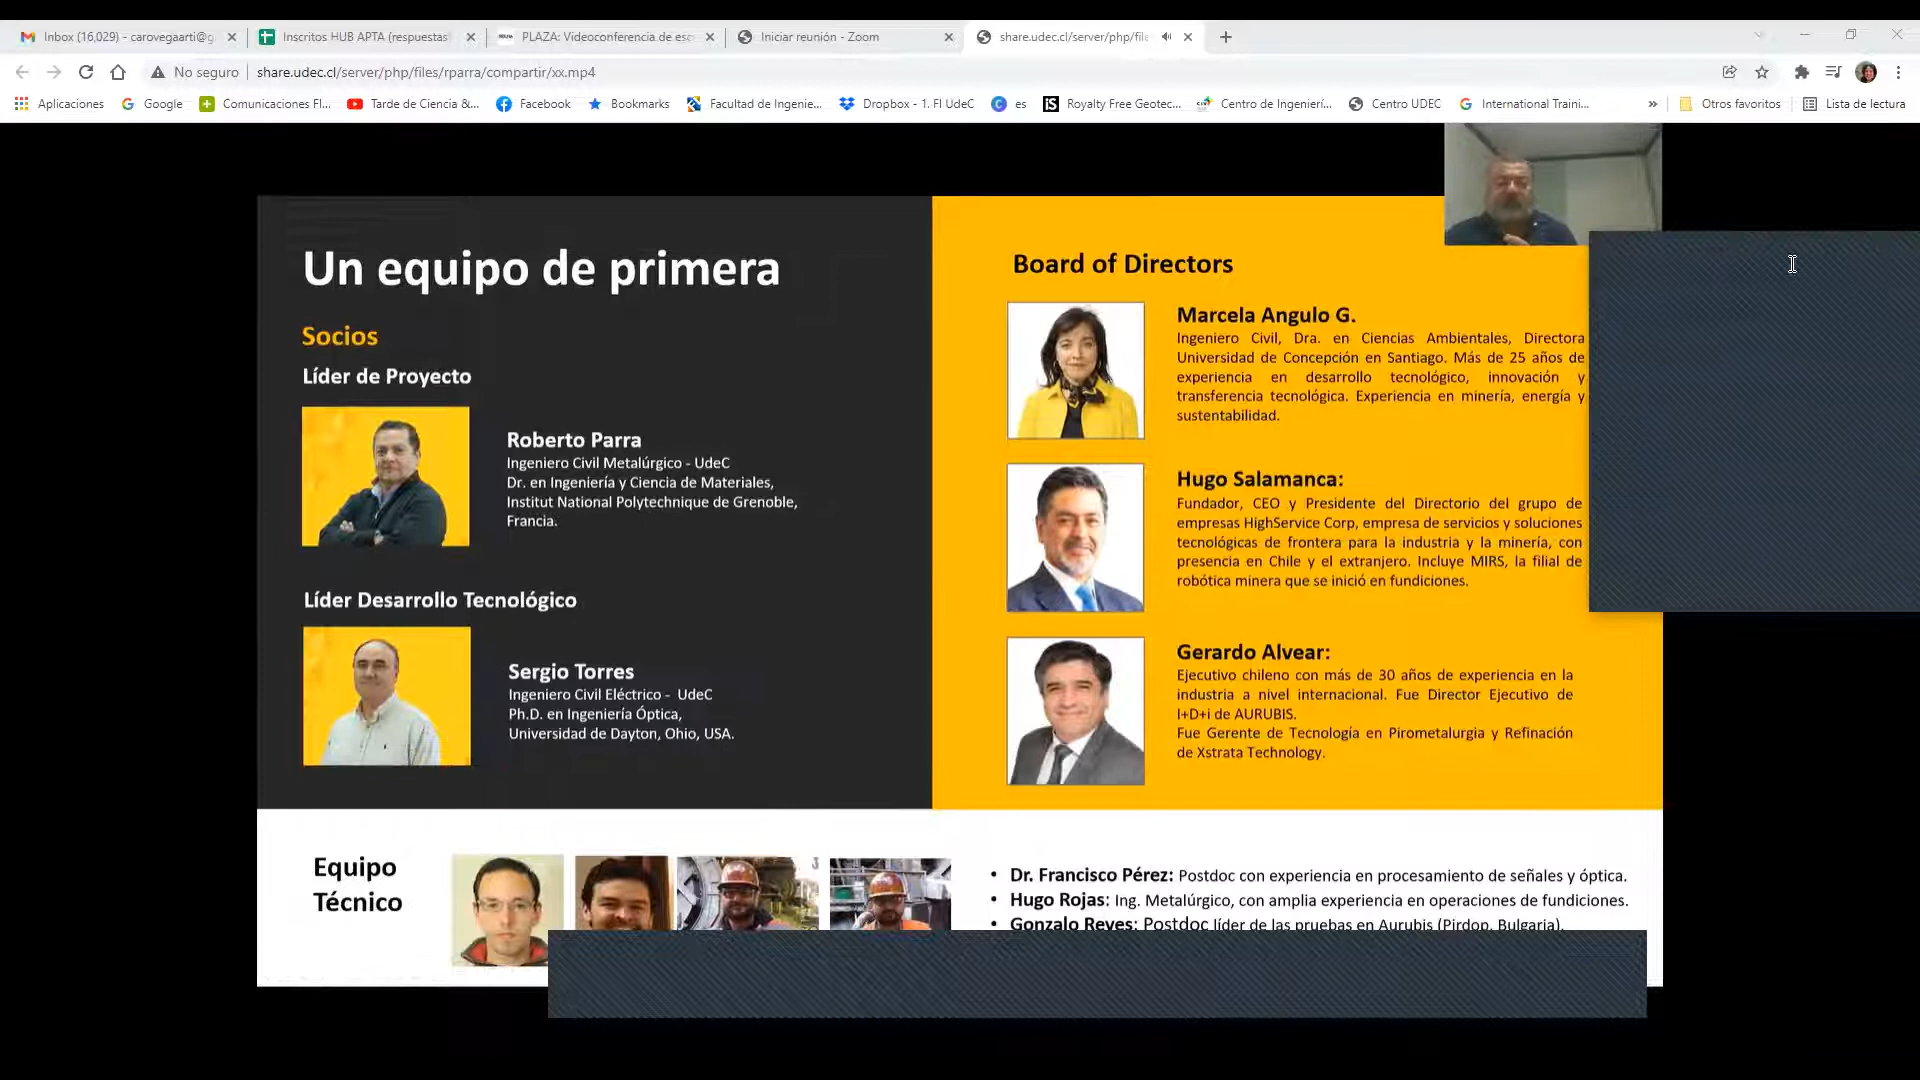 Inbox (16,029) - carovegaarti@g
Inscritos HUB APTA (respuestas
PLAZA: Videoconferencia de esc
Iniciar reunión - Zoom
share.udec.cl/server/php/file
No seguro
share.udec.cl/server/php/files/rparra/compartir/xx.mp4
Aplicaciones
Google
Comunicaciones FI...
Tarde de Ciencia &...
Facebook
Bookmarks
Facultad de Ingenie...
Dropbox - 1. FI UdeC
es
Royalty Free Geotec...
Centro de Ingenierí...
Centro UDEC
International Traini...
Otros favoritos
Lista de lectura
Un equipo de primera
Socios
Líder de Proyecto
Roberto Parra
Ingeniero Civil Metalúrgico - UdeC
Dr. en Ingeniería y Ciencia de Materiales,
Institut National Polytechnique de Grenoble,
Francia.
Líder Desarrollo Tecnológico
Sergio Torres
Ingeniero Civil Eléctrico - UdeC
Ph.D. en Ingeniería Óptica,
Universidad de Dayton, Ohio, USA.
Board of Directors
Marcela Angulo G.
Ingeniero Civil, Dra. en Ciencias Ambientales, Directora
Universidad de Concepción en Santiago. Más de 25 años de
experiencia en desarrollo tecnológico, innovación y
transferencia tecnológica. Experiencia en minería, energía y
sustentabilidad.
Hugo Salamanca:
Fundador, CEO y Presidente del Directorio del grupo de
empresas HighService Corp, empresa de servicios y soluciones
tecnológicas de frontera para la industria y la minería, con
presencia en Chile y el extranjero. Incluye MIRS, la filial de
robótica minera que se inició en fundiciones.
Gerardo Alvear:
Ejecutivo chileno con más de 30 años de experiencia en la
industria a nivel internacional. Fue Director Ejecutivo de
I+D+i de AURUBIS.
Fue Gerente de Tecnología en Pirometalurgia y Refinación
de Xstrata Technology.
Equipo
Técnico
• Dr. Francisco Pérez: Postdoc con experiencia en procesamiento de señales y óptica.
• Hugo Rojas: Ing. Metalúrgico, con amplia experiencia en operaciones de fundiciones.
• Gonzalo Reyes: Postdoc líder de las pruebas en Aurubis (Pirdop, Bulgaria).